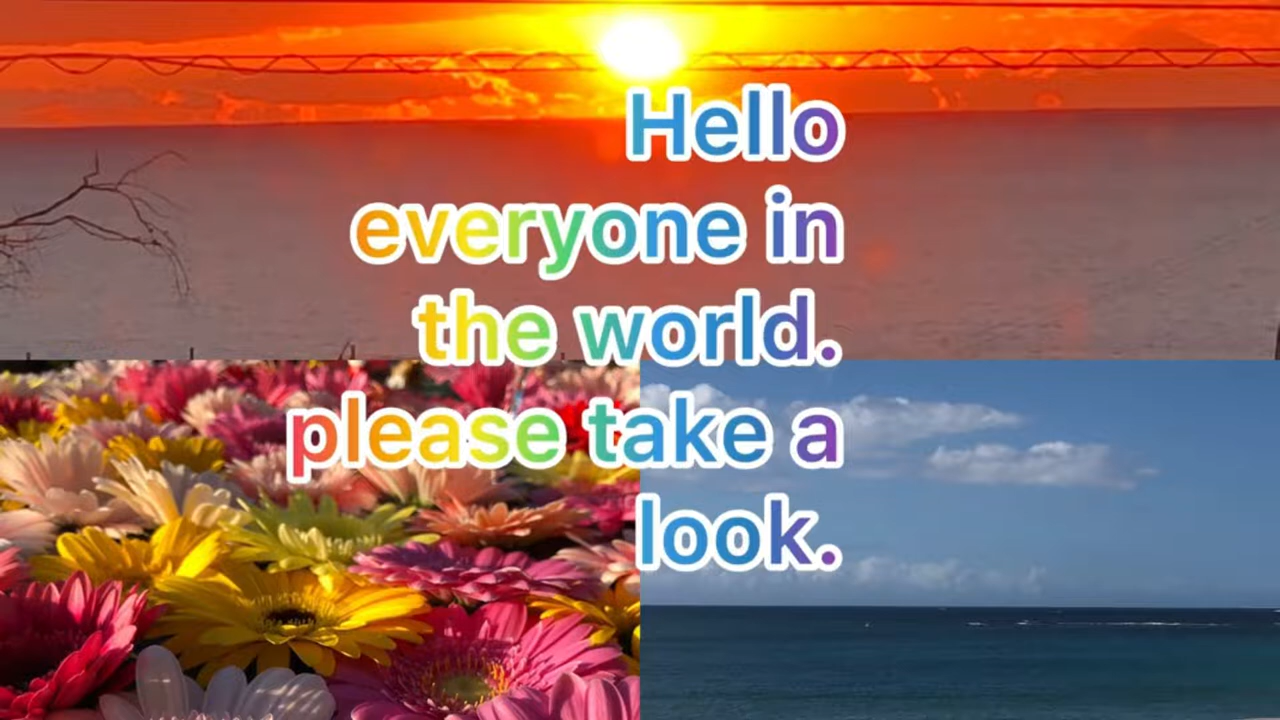 Hello
everyone in
the world.
please take a
look.